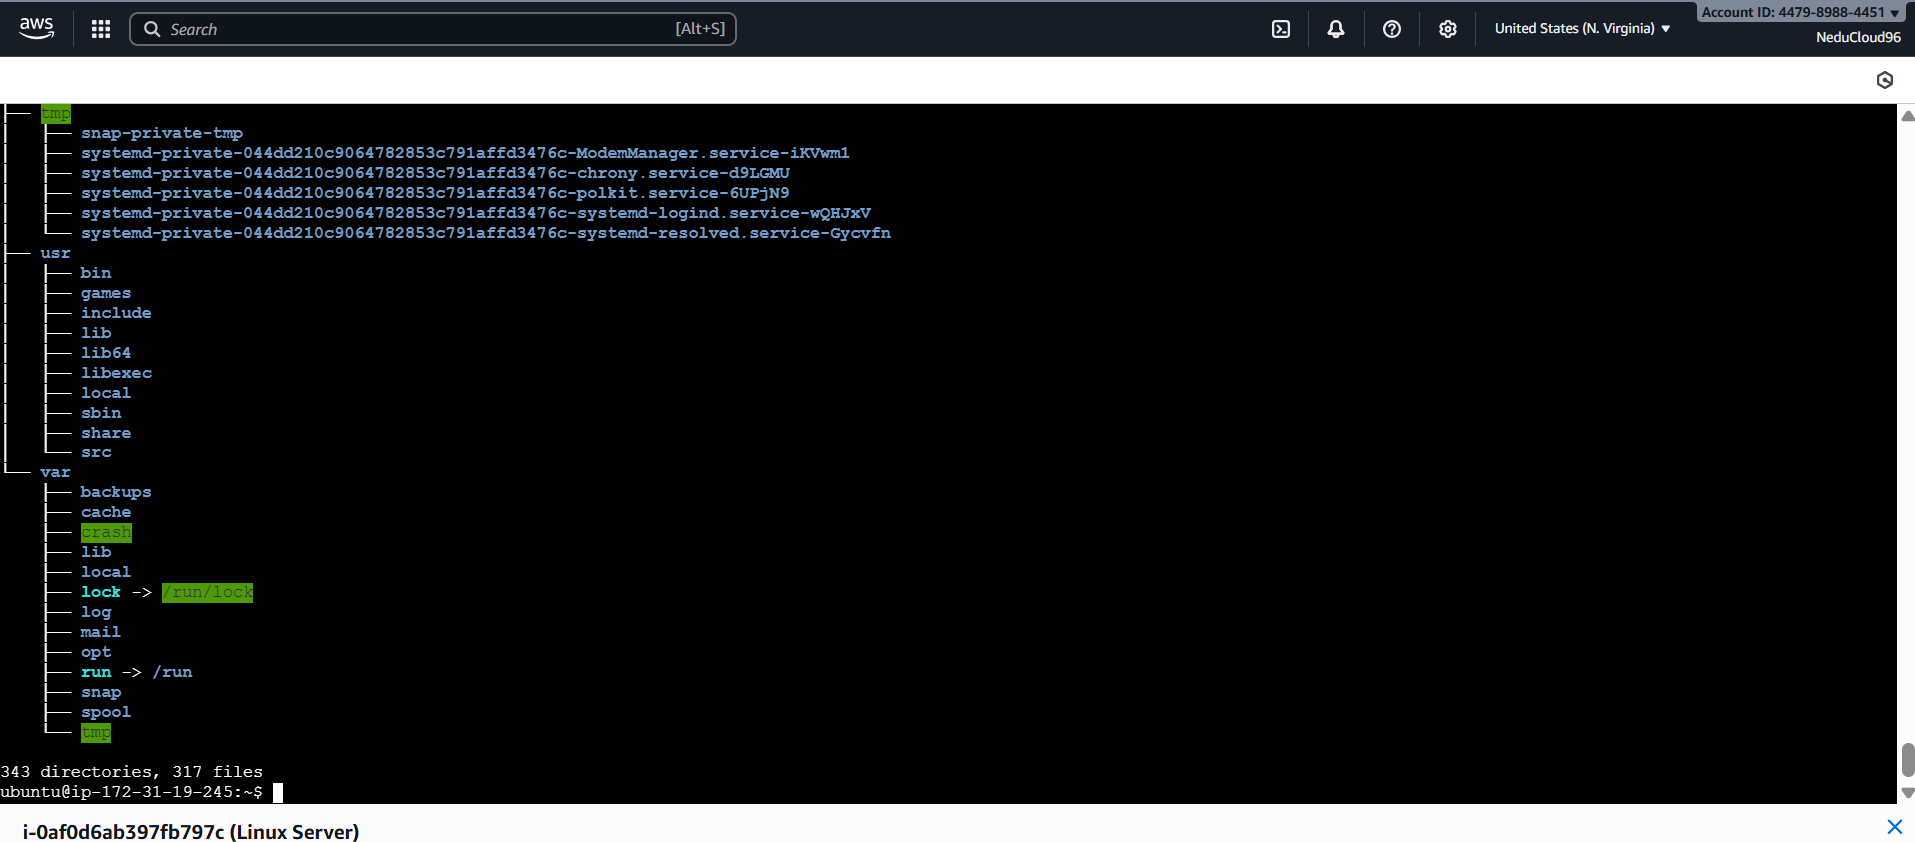 aws
Search [Alt+S]
United States (N. Virginia) ▼
Account ID: 4479-8988-4451 ▼
NeduCloud96
├── tmp
│   ├── snap-private-tmp
│   ├── systemd-private-044dd210c9064782853c791affd3476c-ModemManager.service-iKVwm1
│   ├── systemd-private-044dd210c9064782853c791affd3476c-chrony.service-d9LGMU
│   ├── systemd-private-044dd210c9064782853c791affd3476c-polkit.service-6UPjN9
│   ├── systemd-private-044dd210c9064782853c791affd3476c-systemd-logind.service-wQHJxV
│   └── systemd-private-044dd210c9064782853c791affd3476c-systemd-resolved.service-Gycvfn
├── usr
│   ├── bin
│   ├── games
│   ├── include
│   ├── lib
│   ├── lib64
│   ├── libexec
│   ├── local
│   ├── sbin
│   ├── share
│   └── src
└── var
    ├── backups
    ├── cache
    ├── crash
    ├── lib
    ├── local
    ├── lock -> /run/lock
    ├── log
    ├── mail
    ├── opt
    ├── run -> /run
    ├── snap
    ├── spool
    └── tmp
343 directories, 317 files
ubuntu@ip-172-31-19-245:~$
i-0af0d6ab397fb797c (Linux Server)